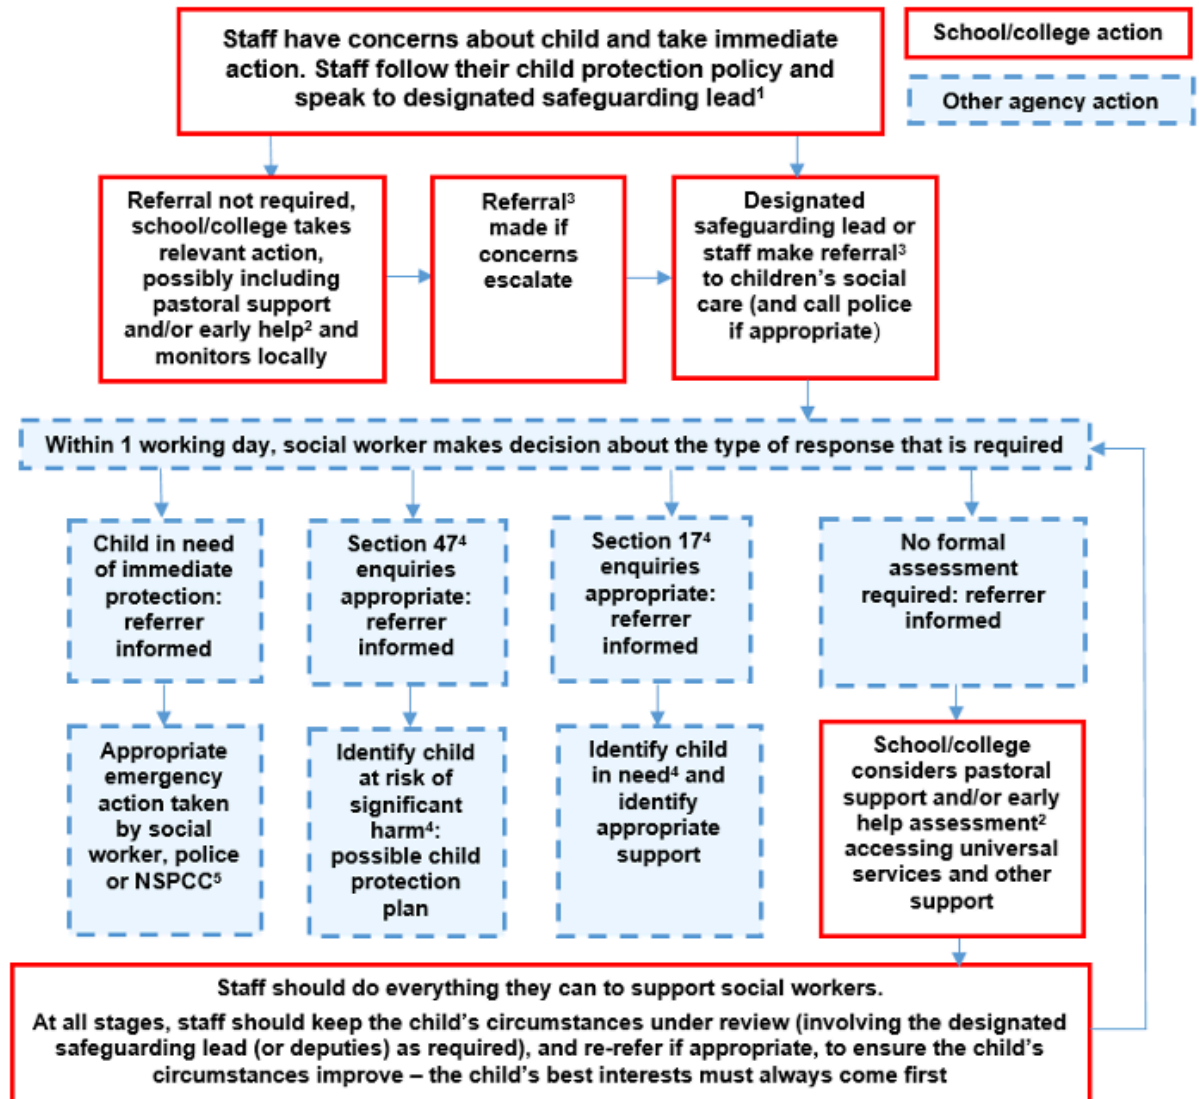 Staff have concerns about child and take immediate
action. Staff follow their child protection policy and
speak to designated safeguarding lead¹
School/college action
Other agency action
Referral not required,
school/college takes
relevant action,
possibly including
pastoral support
and/or early help² and
monitors locally
Referral³
made if
concerns
escalate
Designated
safeguarding lead or
staff make referral³
to children’s social
care (and call police
if appropriate)
Within 1 working day, social worker makes decision about the type of response that is required
Child in need
of immediate
protection:
referrer
informed
Section 47⁴
enquiries
appropriate:
referrer
informed
Section 17⁴
enquiries
appropriate:
referrer
informed
No formal
assessment
required: referrer
informed
Appropriate
emergency
action taken
by social
worker, police
or NSPCC⁵
Identify child
at risk of
significant
harm⁴:
possible child
protection
plan
Identify child
in need⁴ and
identify
appropriate
support
School/college
considers pastoral
support and/or early
help assessment²
accessing universal
services and other
support
Staff should do everything they can to support social workers.
At all stages, staff should keep the child’s circumstances under review (involving the designated
safeguarding lead (or deputies) as required), and re-refer if appropriate, to ensure the child’s
circumstances improve – the child’s best interests must always come first